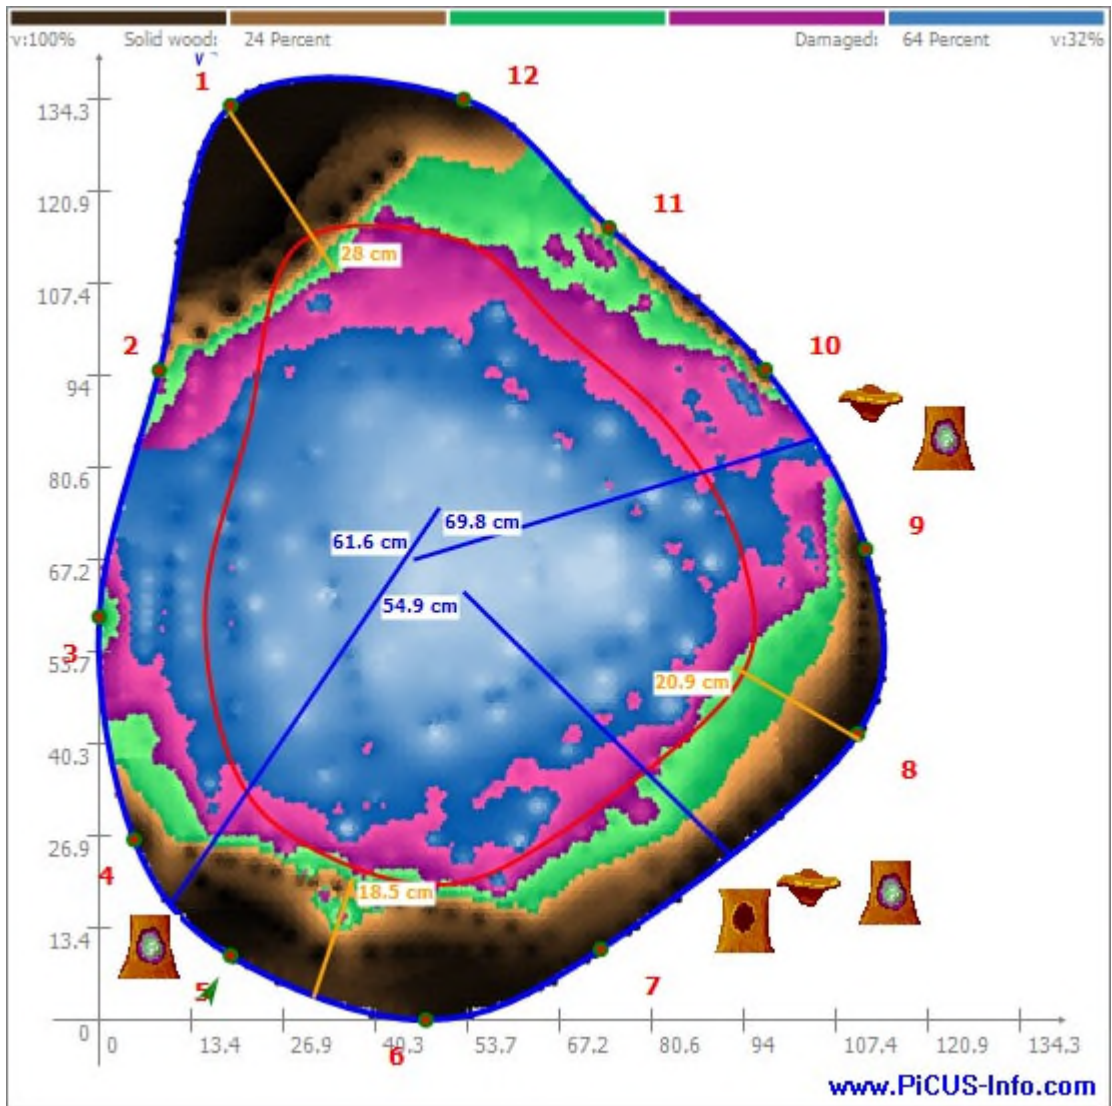 v:100% Solid wood: 24 Percent Damaged: 64 Percent v:32%
1
12
134.3
120.9
11
28 cm
107.4
2
10
94
80.6
69.8 cm
9
61.6 cm
67.2
54.9 cm
3
53.7
20.9 cm
40.3
8
26.9
4
18.5 cm
13.4
5
7
0
0 13.4 26.9 40.3 53.7 67.2 80.6 94 107.4 120.9 134.3
6
www.PiCUS-Info.com